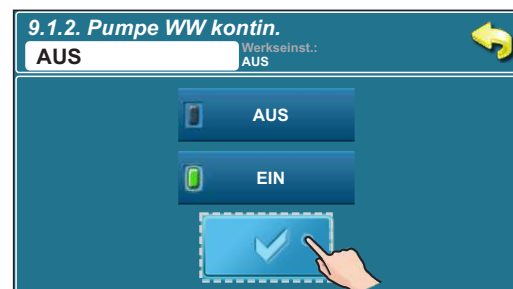 9.1.2. Pumpe WW kontin.
AUS
Werkseinst.:
AUS
AUS
EIN